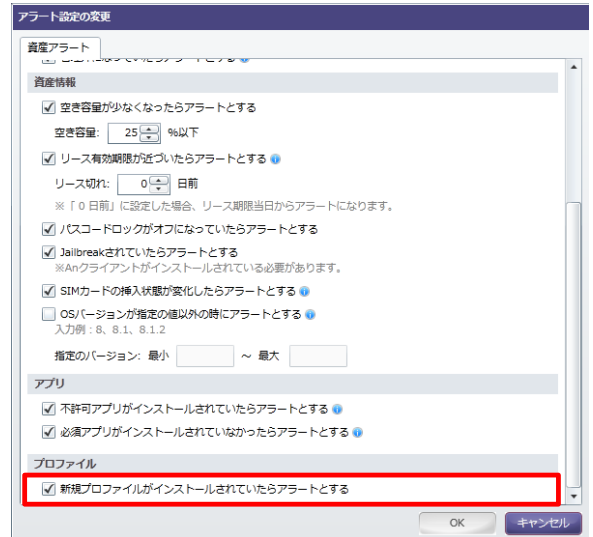 アラート設定の変更
資産アラート
資産情報
空き容量が少なくなったらアラートとする
空き容量: 25 %以下
リース有効期限が近づいたらアラートとする
リース切れ: 0 日前
※「０日前」に設定した場合、リース期限当日からアラートになります。
パスコードロックがオフになっていたらアラートとする
Jailbreakされていたらアラートとする
※Anクライアントがインストールされている必要があります。
SIMカードの挿入状態が変化したらアラートとする
OSバージョンが指定の値以外の時にアラートとする
入力例：8、8.1、8.1.2
指定のバージョン: 最小 ～ 最大
アプリ
不許可アプリがインストールされていたらアラートとする
必須アプリがインストールされていなかったらアラートとする
プロファイル
新規プロファイルがインストールされていたらアラートとする
OK キャンセル